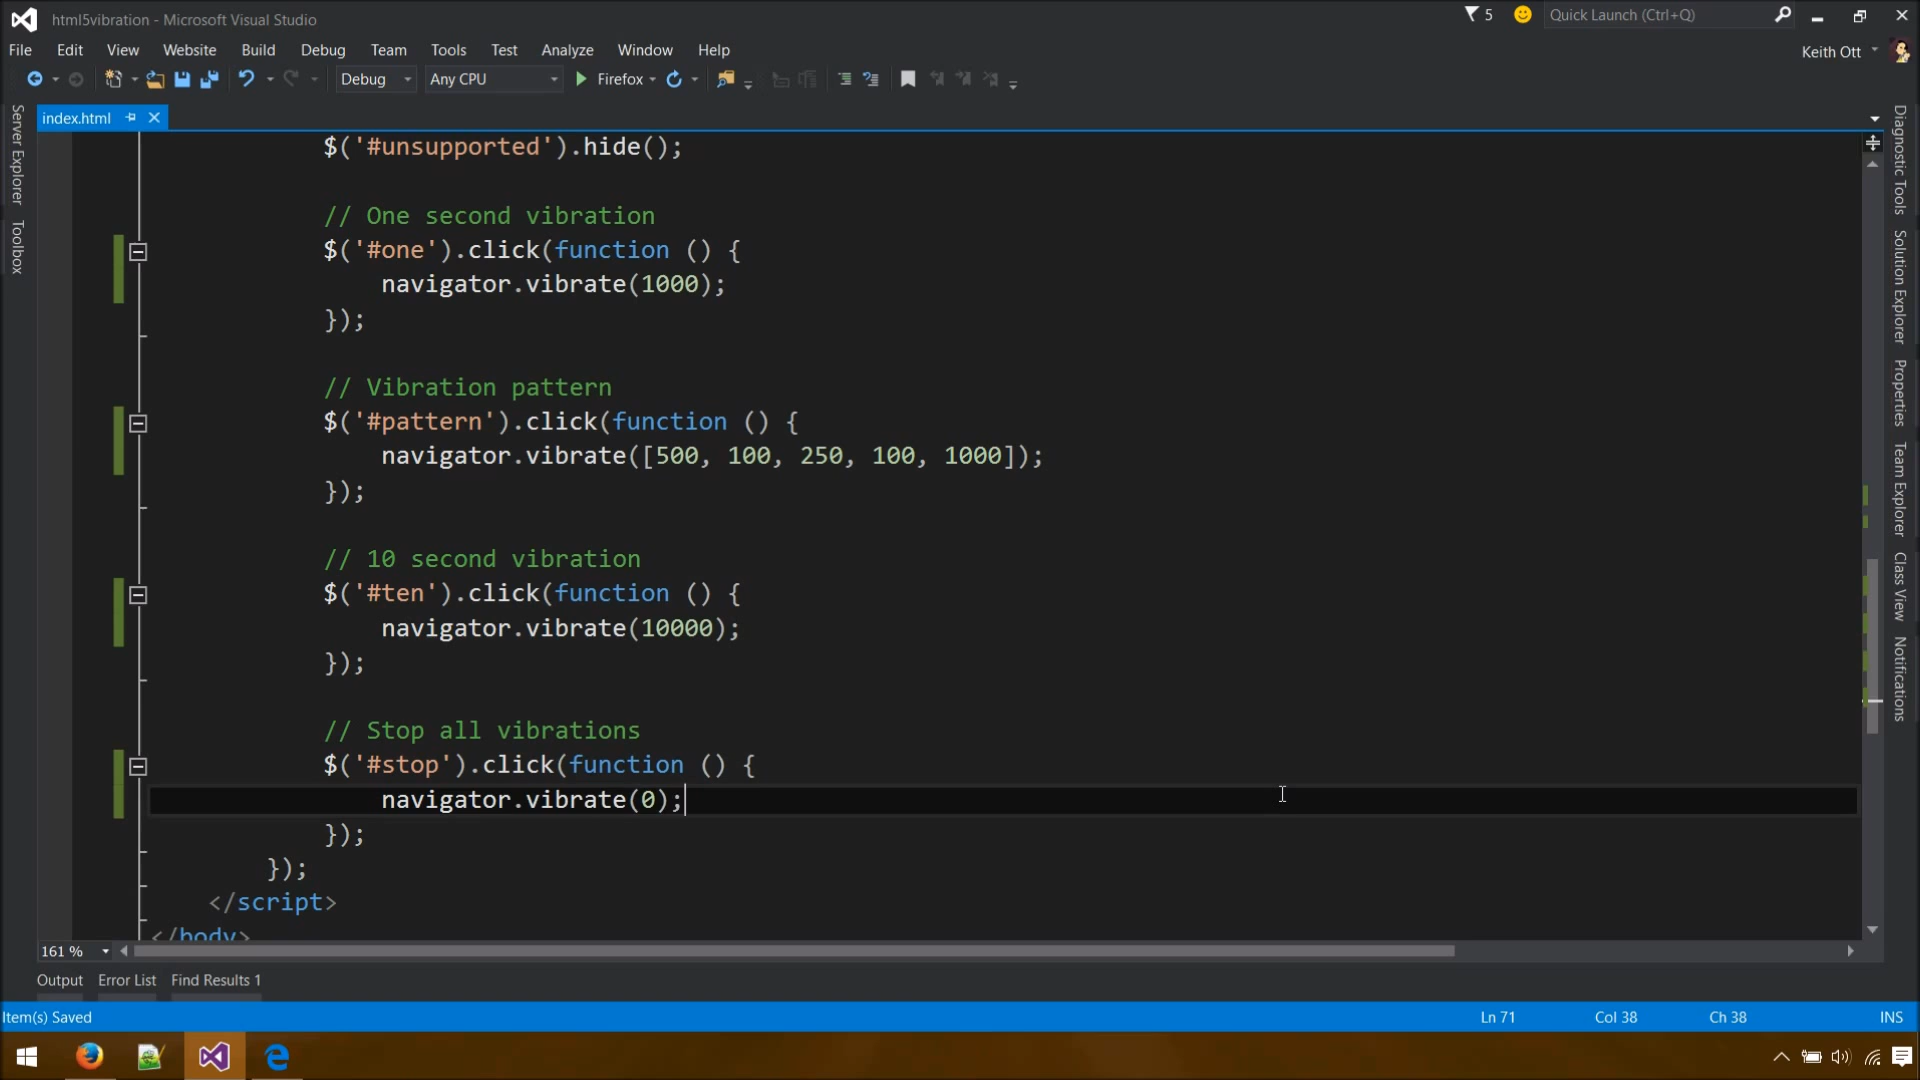 html5vibration - Microsoft Visual Studio
5
Quick Launch (Ctrl+Q)
File Edit View Website Build Debug Team Tools Test Analyze Window Help
Keith Ott
Debug Any CPU Firefox
index.html
Server Explorer
Toolbox
$('#unsupported').hide();
// One second vibration
$('#one').click(function () {
navigator.vibrate(1000);
});
// Vibration pattern
$('#pattern').click(function () {
navigator.vibrate([500, 100, 250, 100, 1000]);
});
// 10 second vibration
$('#ten').click(function () {
navigator.vibrate(10000);
});
// Stop all vibrations
$('#stop').click(function () {
navigator.vibrate(0);
});
});
</script>
</body>
Diagnostic Tools
Solution Explorer
Properties
Team Explorer
Class View
Notifications
161 %
Output Error List Find Results 1
Item(s) Saved
Ln 71 Col 38 Ch 38 INS